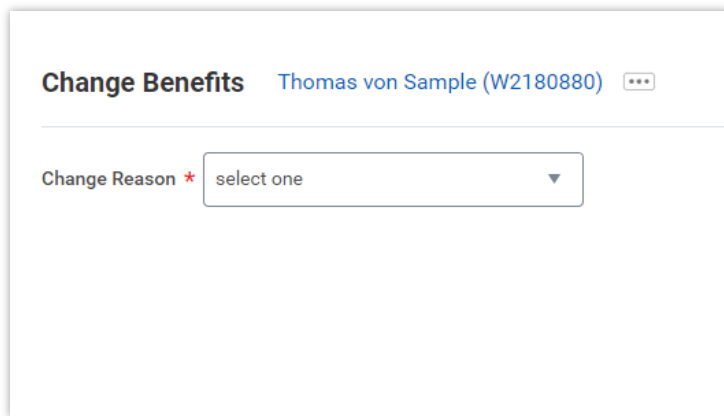 Change Benefits Thomas von Sample (W2180880)
Change Reason * select one